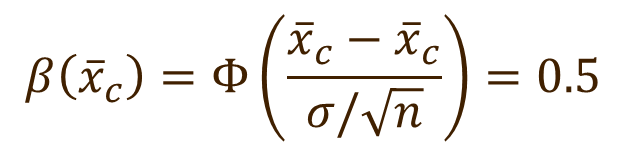 β(x̄_c) = Φ((x̄_c − x̄_c)/(σ/√n)) = 0.5